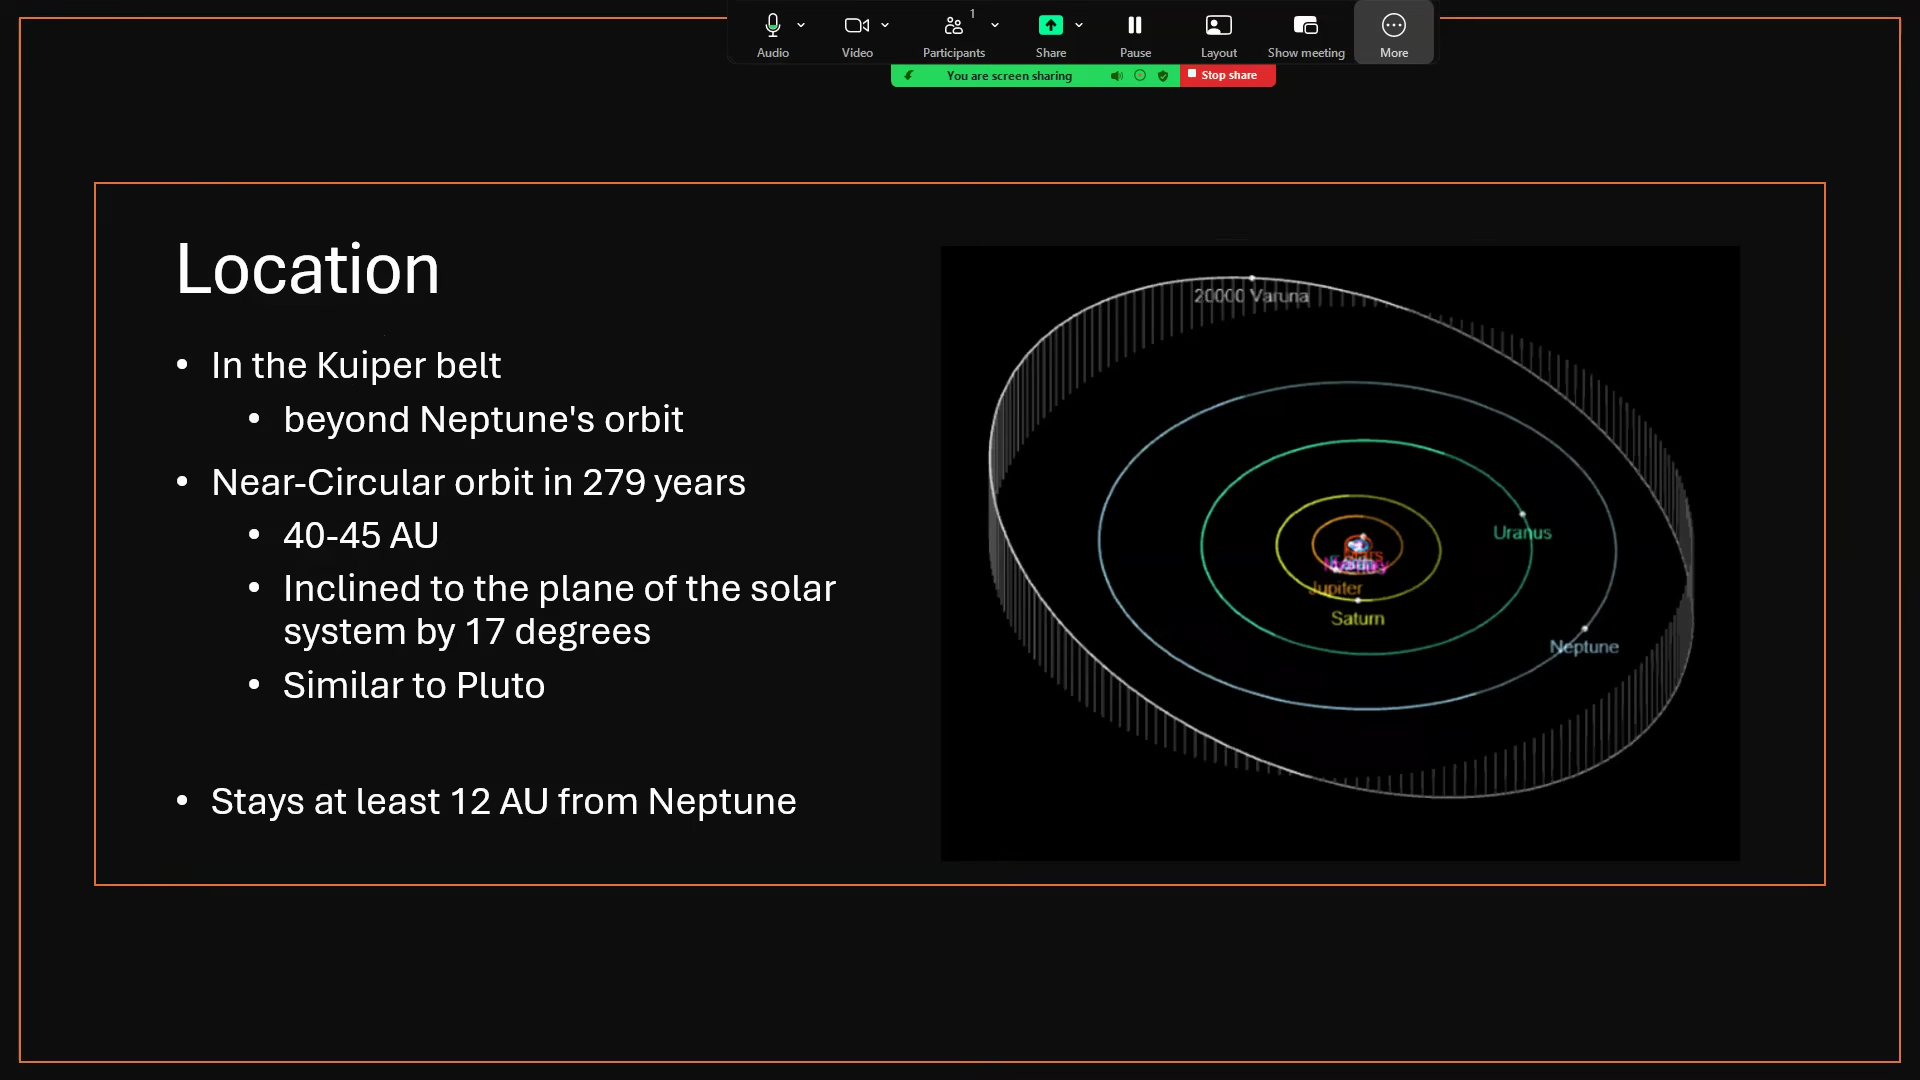 1
Audio
Video
Participants
Share
Pause
Layout
Show meeting
More
You are screen sharing
Stop share
Location
• In the Kuiper belt
• beyond Neptune's orbit
• Near-Circular orbit in 279 years
• 40-45 AU
• Inclined to the plane of the solar
system by 17 degrees
• Similar to Pluto
• Stays at least 12 AU from Neptune
20000 Varuna
Uranus
Mars
Jupiter
Saturn
Neptune